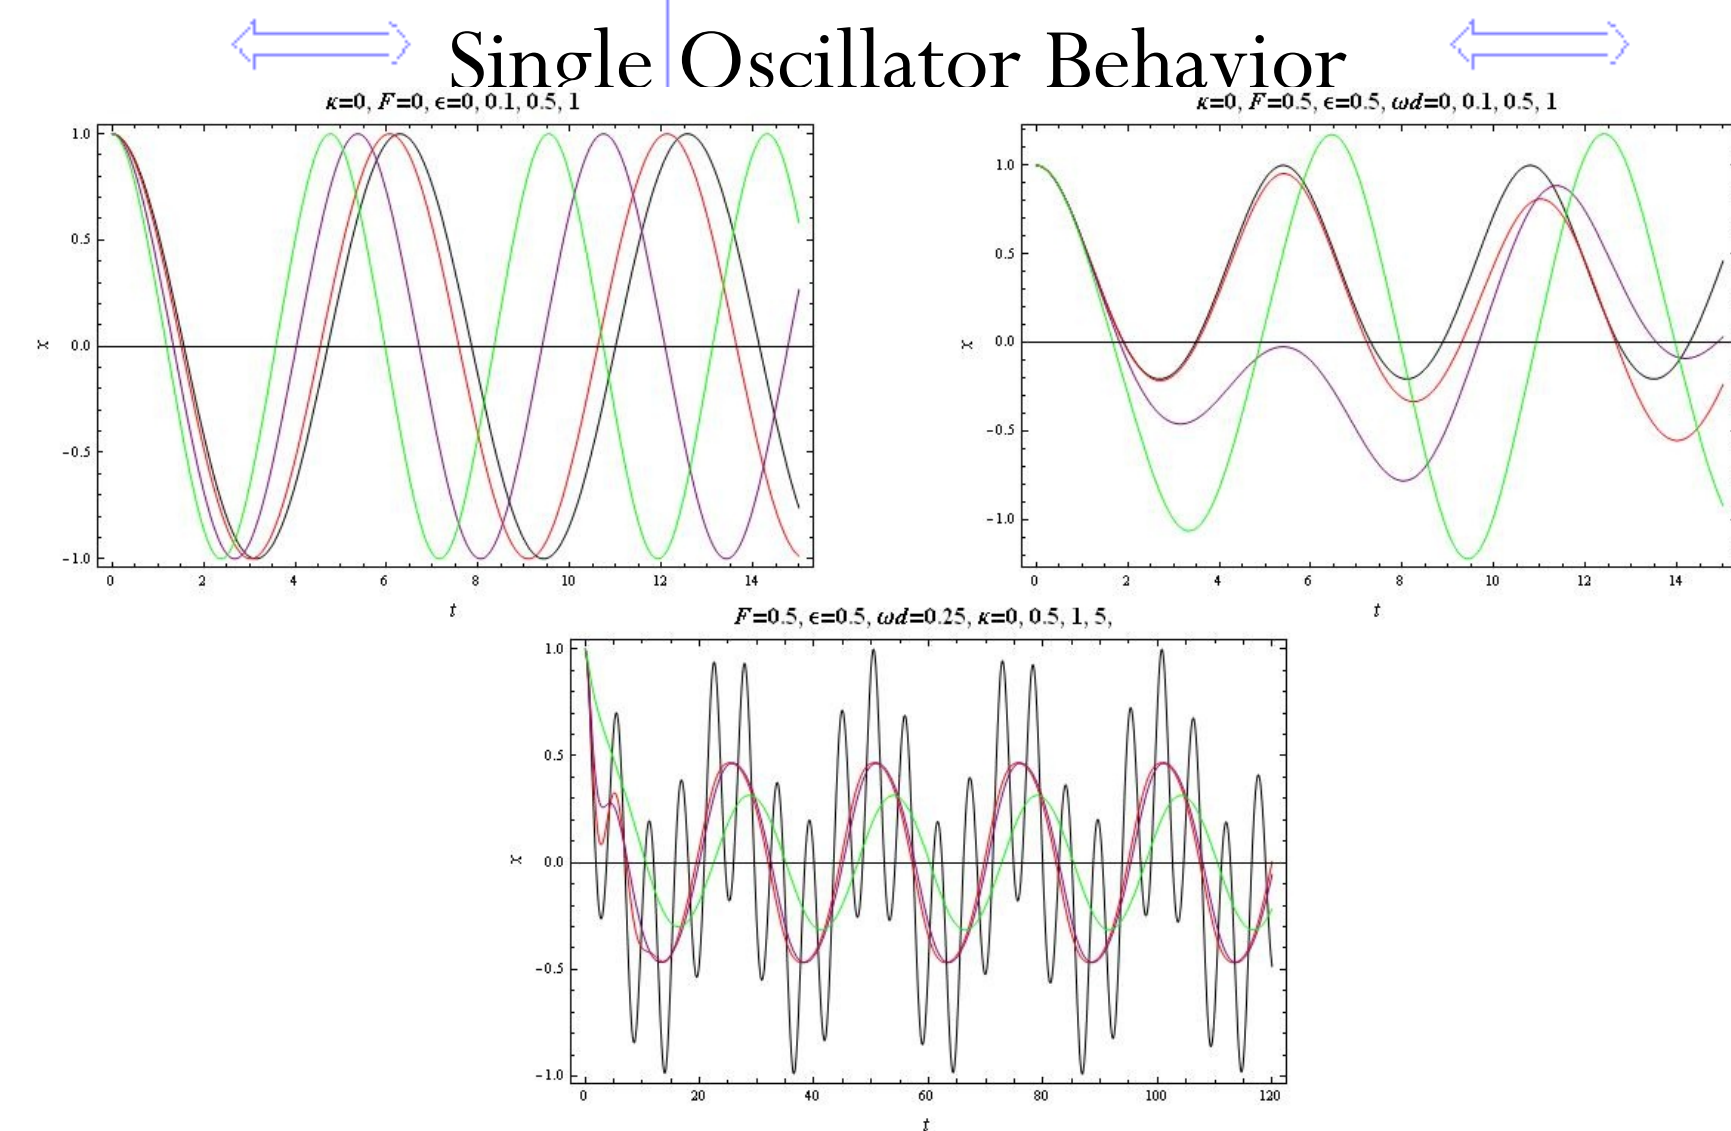 Single Oscillator Behavior
κ=0, F=0, ϵ=0, 0.1, 0.5, 1
1.0
0.5
0.0
−0.5
−1.0
x
0 2 4 6 8 10 12 14
t
κ=0, F=0.5, ϵ=0.5, ωd=0, 0.1, 0.5, 1
1.0
0.5
0.0
−0.5
−1.0
x
0 2 4 6 8 10 12 14
t
F=0.5, ϵ=0.5, ωd=0.25, κ=0, 0.5, 1, 5,
1.0
0.5
0.0
−0.5
−1.0
x
0 20 40 60 80 100 120
t